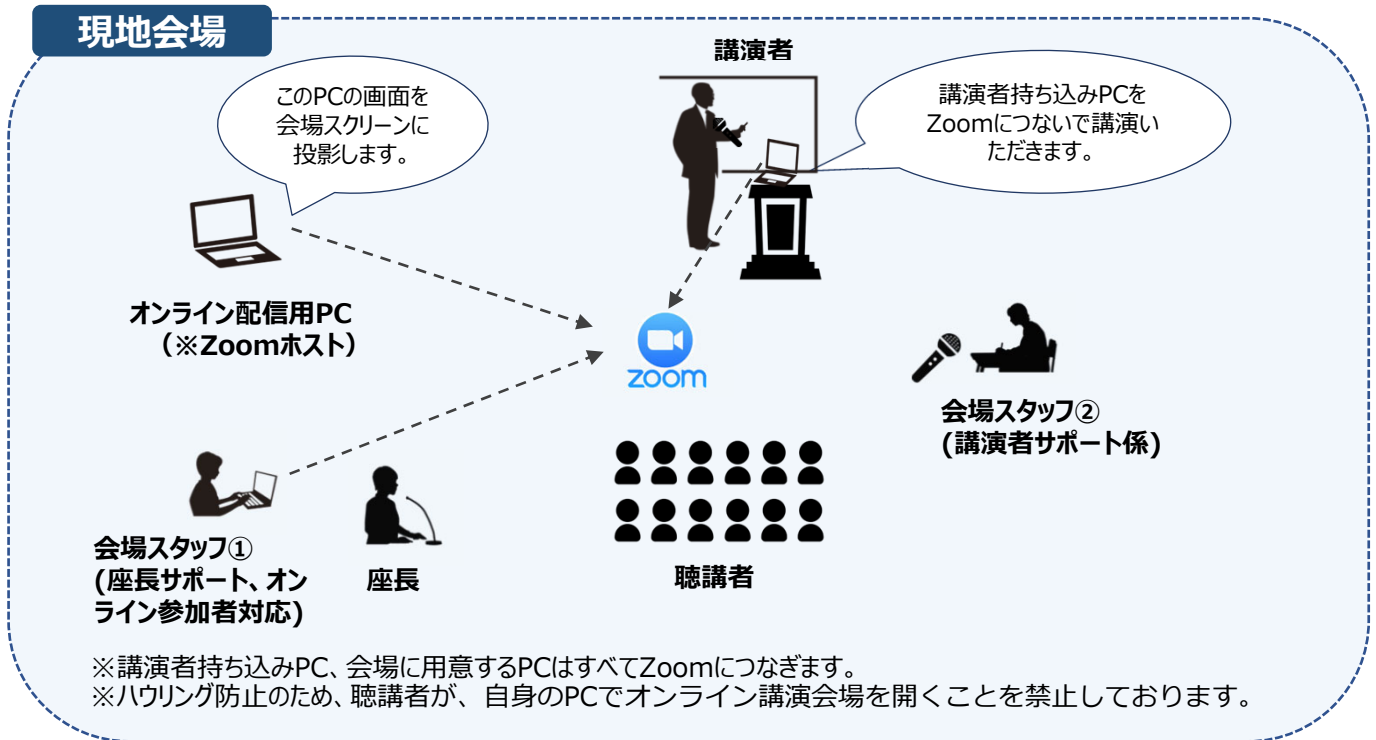 現地会場
講演者
このPCの画面を
会場スクリーンに
投影します。
講演者持ち込みPCを
Zoomにつないで講演い
ただきます。
オンライン配信用PC
（※Zoomホスト）
zoom
会場スタッフ②
(講演者サポート係)
会場スタッフ①
(座長サポート、オン
ライン参加者対応)
座長
聴講者
※講演者持ち込みPC、会場に用意するPCはすべてZoomにつなぎます。
※ハウリング防止のため、聴講者が、自身のPCでオンライン講演会場を開くことを禁止しております。